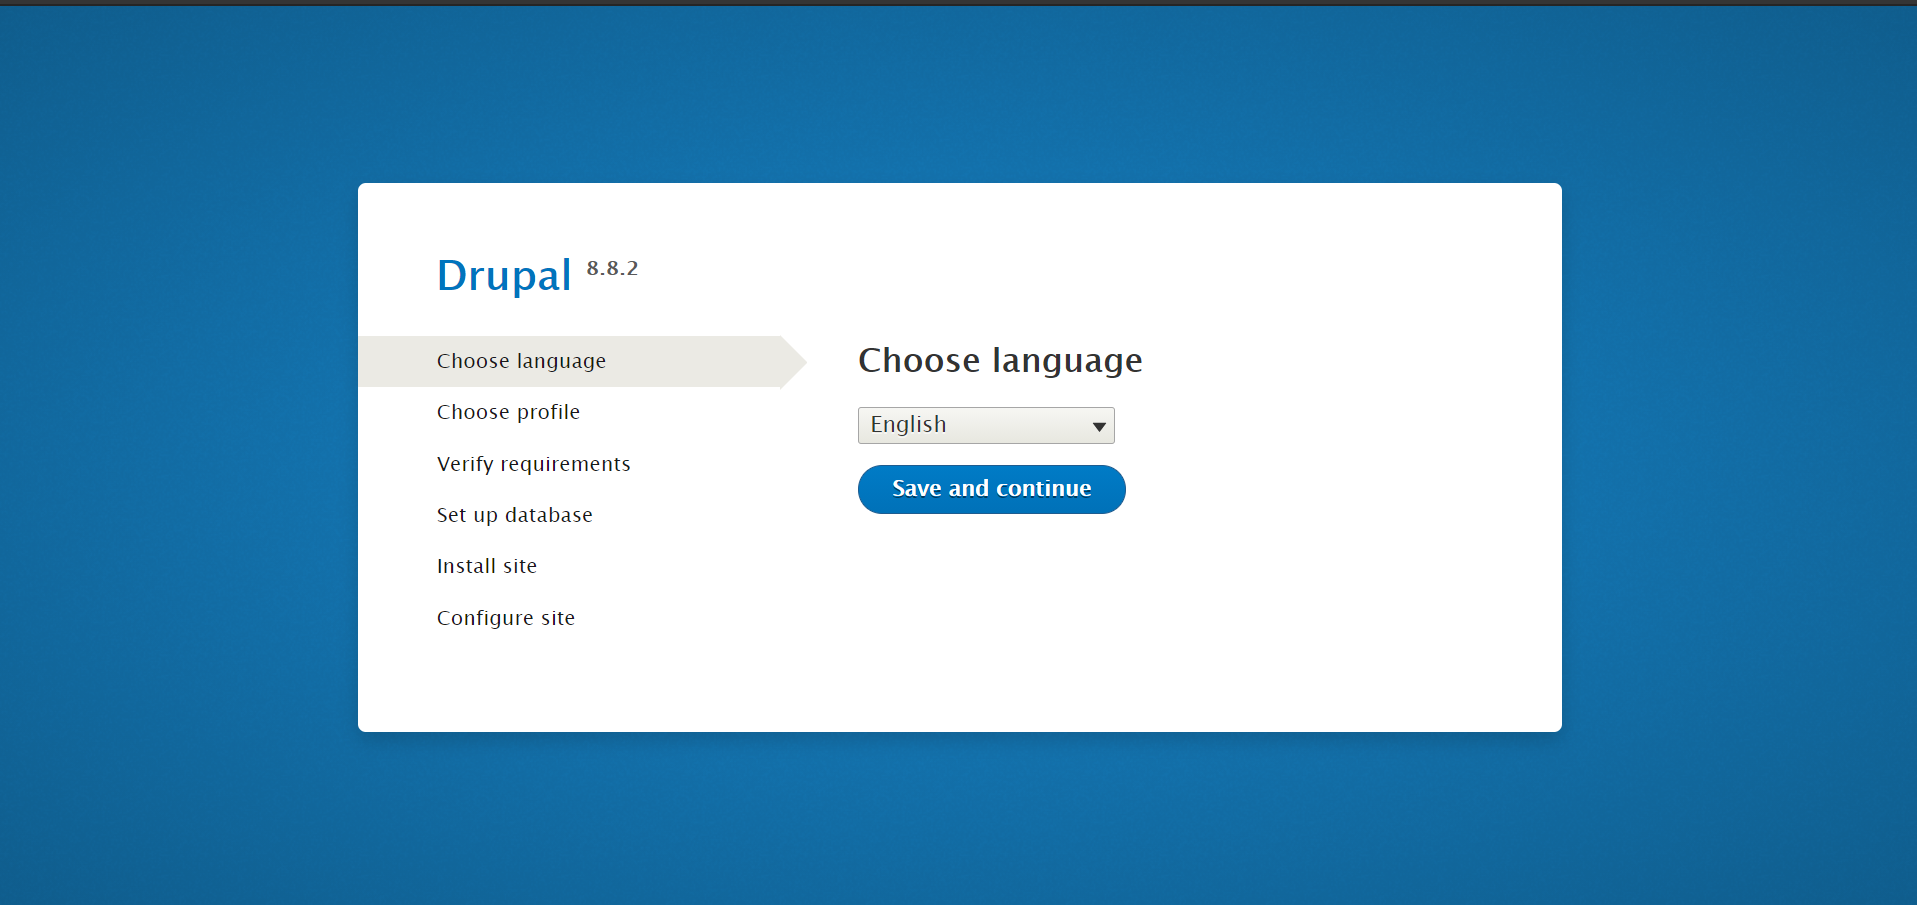 Drupal 8.8.2
Choose language
Choose profile
Verify requirements
Set up database
Install site
Configure site
Choose language
English
Save and continue